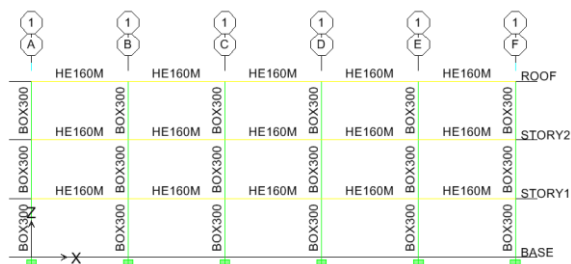 1 1 1 1 1 1
A B C D E F
HE160M HE160M HE160M HE160M HE160M ROOF
BOX300 BOX300 BOX300 BOX300 BOX300 BOX300
HE160M HE160M HE160M HE160M HE160M STORY2
BOX300 BOX300 BOX300 BOX300 BOX300 BOX300
HE160M HE160M HE160M HE160M HE160M STORY1
BOX300 BOX300 BOX300 BOX300 BOX300 BOX300
Z
X BASE